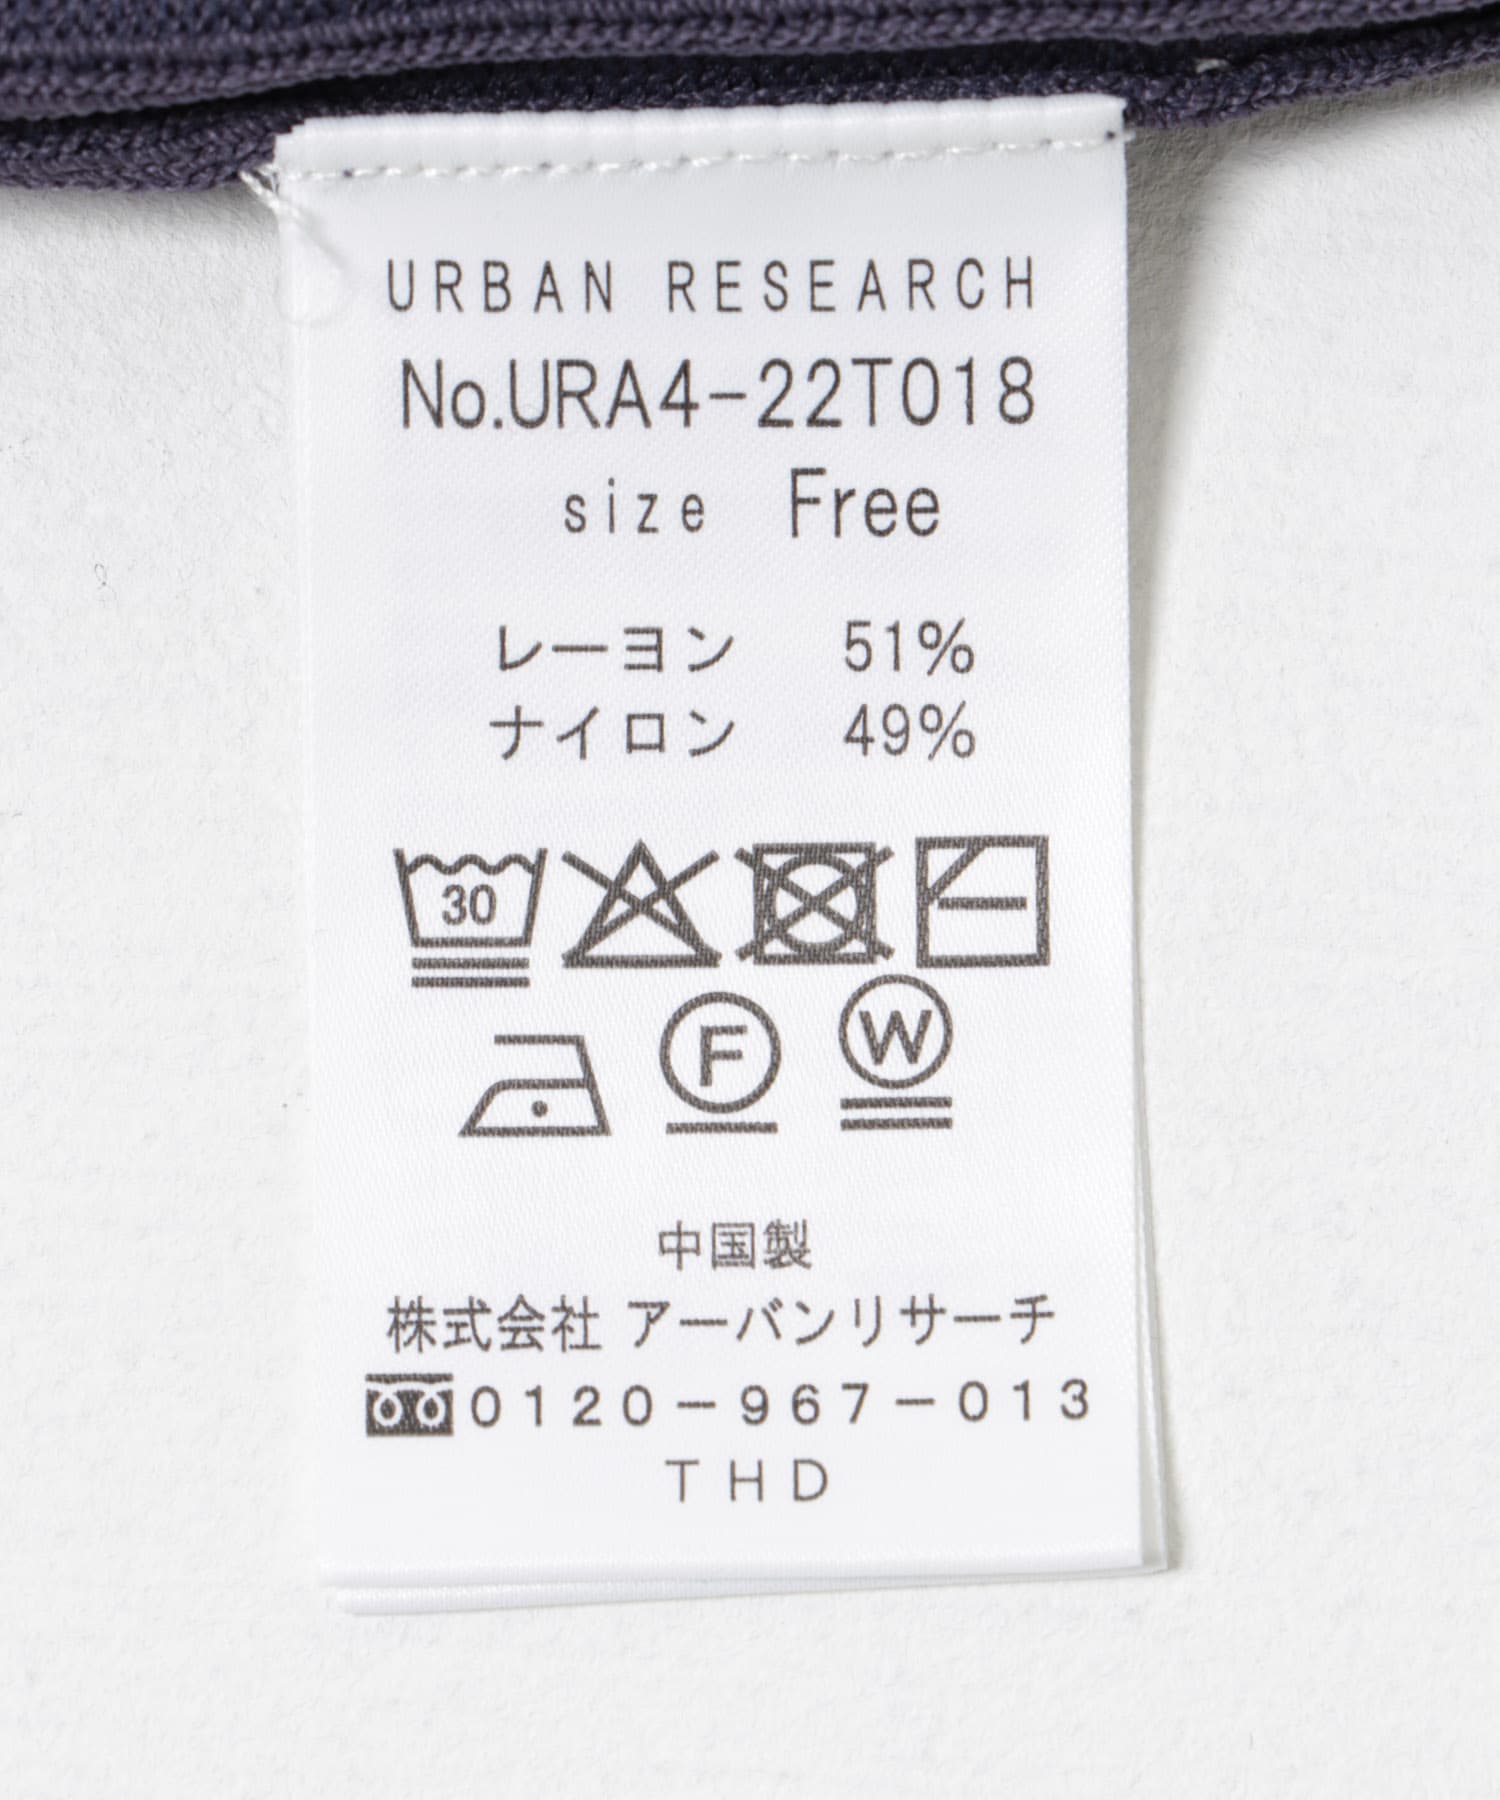 URBAN RESEARCH
No.URA4-22T018
size Free
レーヨン 51%
ナイロン 49%
30
F W
中国製
株式会社 アーバンリサーチ
0120-967-013
THD